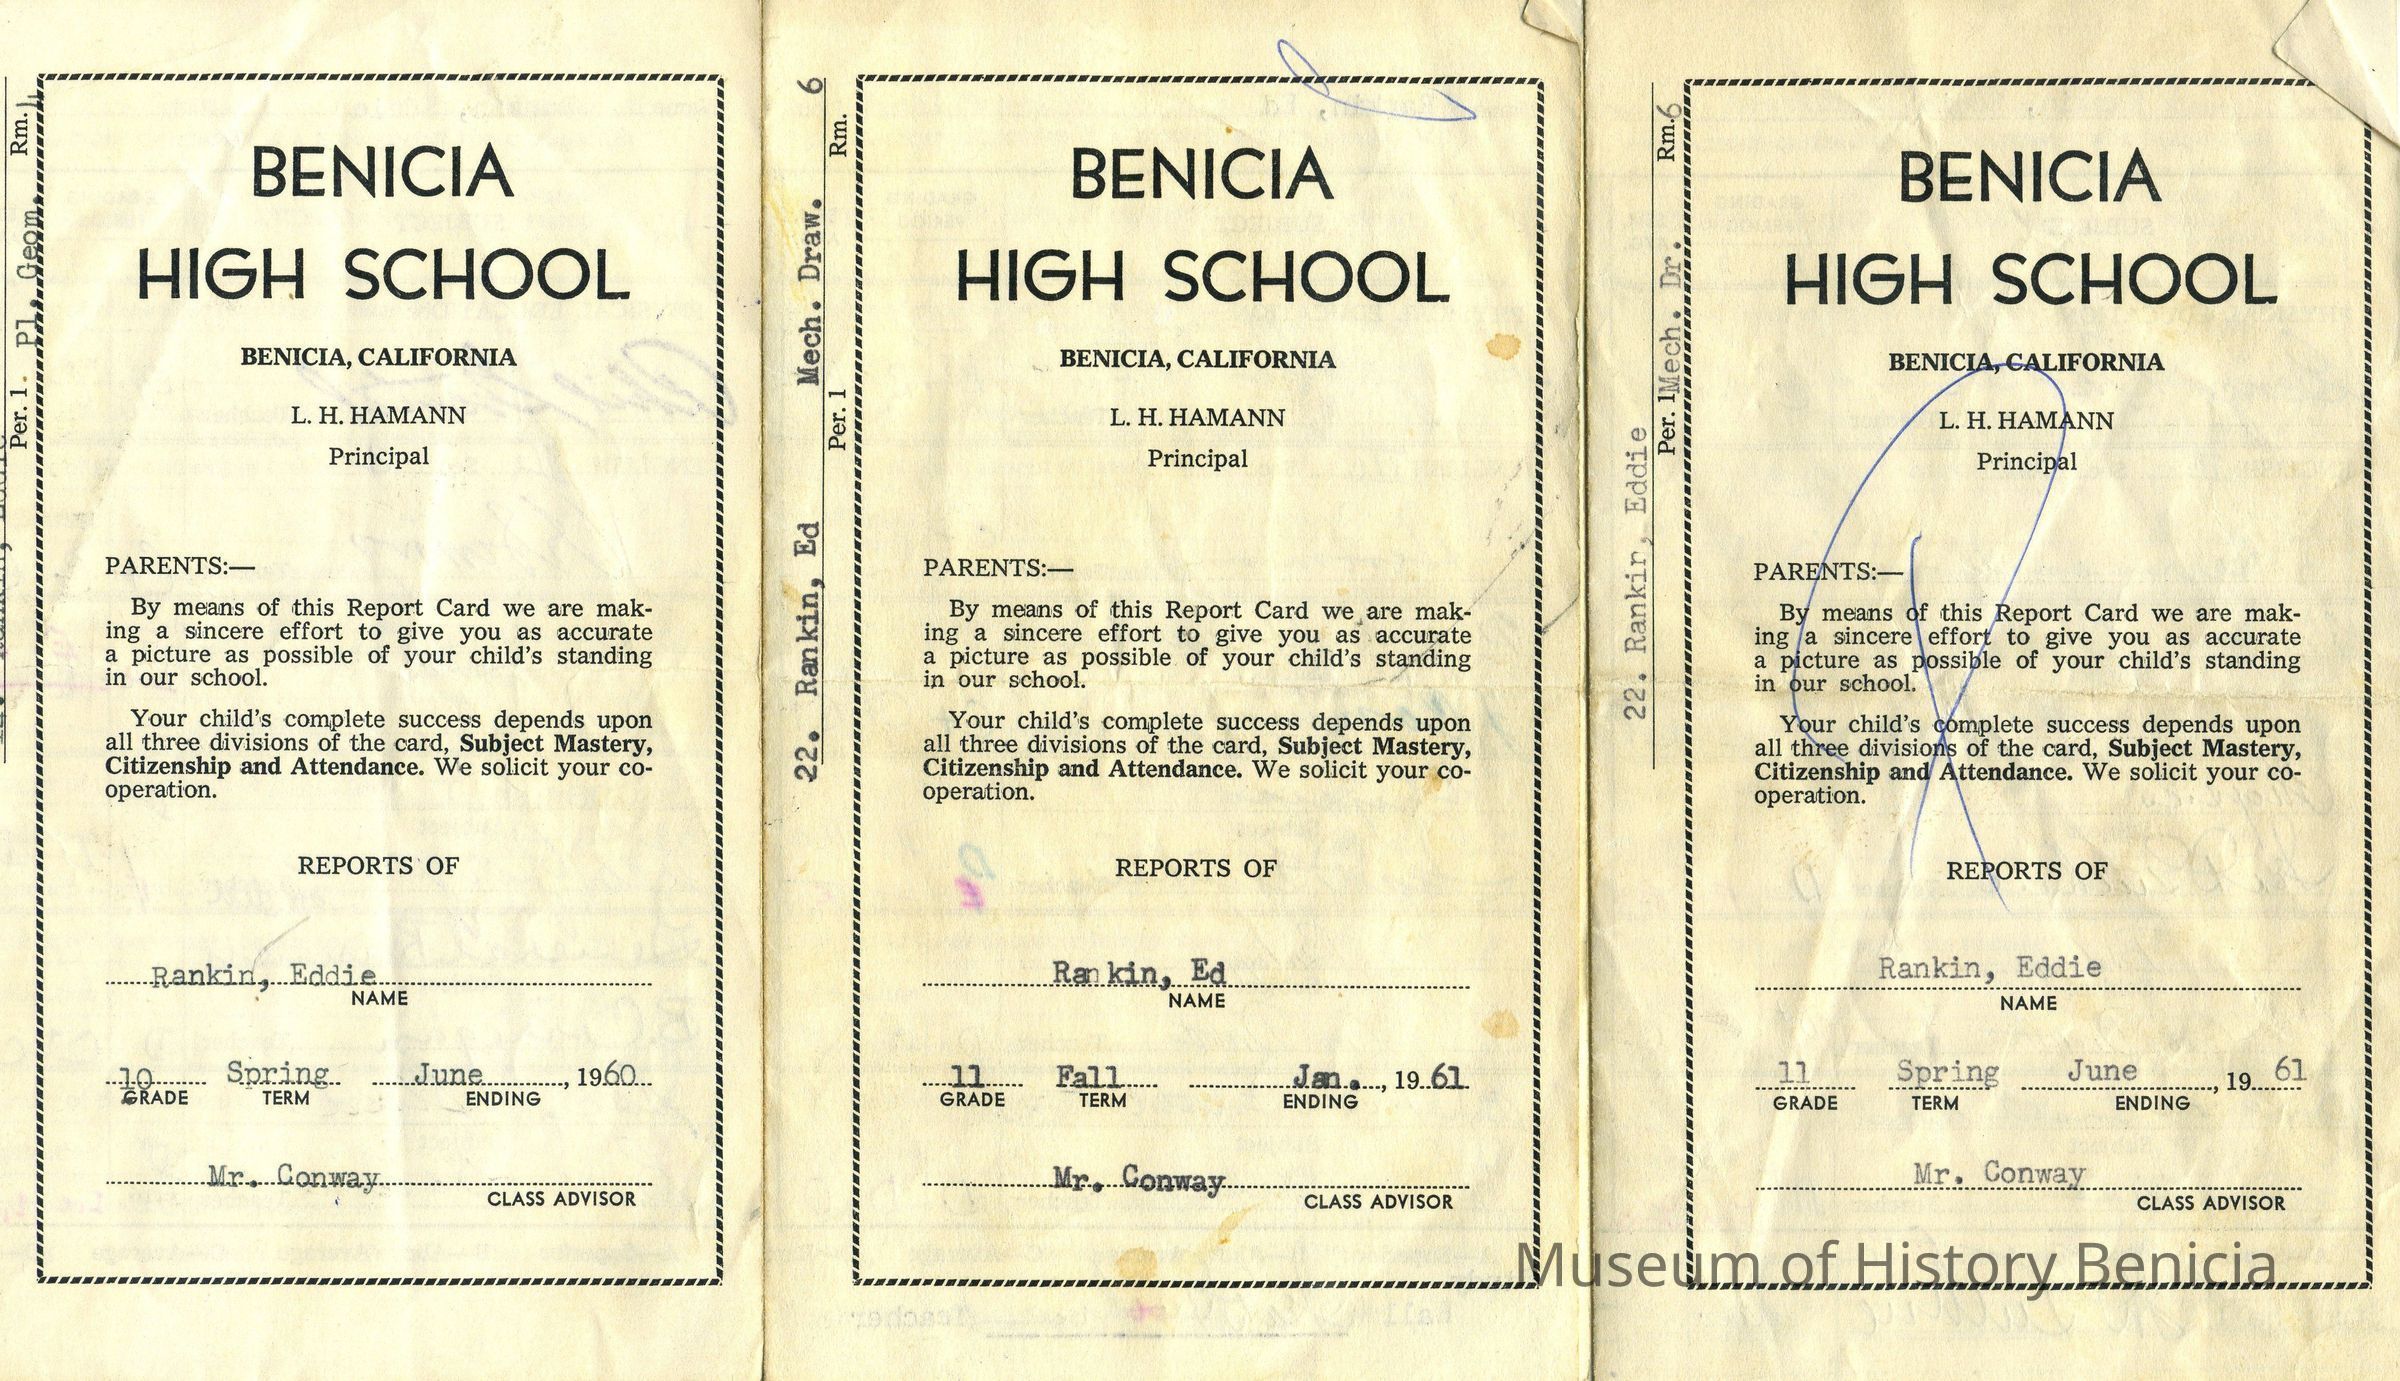 Rm.
Pl. Geom.
Per. 1
BENICIA
HIGH SCHOOL
BENICIA, CALIFORNIA
L. H. HAMANN
Principal
PARENTS:—
By means of this Report Card we are mak-
ing a sincere effort to give you as accurate
a picture as possible of your child's standing
in our school.
Your child's complete success depends upon
all three divisions of the card, Subject Mastery,
Citizenship and Attendance. We solicit your co-
operation.
REPORTS OF
Rankin, Eddie
NAME
10 Spring June, 1960
GRADE TERM ENDING
Mr. Conway
CLASS ADVISOR
22. Rankin, Ed Mech. Draw. 6
Per. 1 Rm.
BENICIA
HIGH SCHOOL
BENICIA, CALIFORNIA
L. H. HAMANN
Principal
PARENTS:—
By means of this Report Card we are mak-
ing a sincere effort to give you as accurate
a picture as possible of your child's standing
in our school.
Your child's complete success depends upon
all three divisions of the card, Subject Mastery,
Citizenship and Attendance. We solicit your co-
operation.
REPORTS OF
Rankin, Ed
NAME
11 Fall Jan., 1961
GRADE TERM ENDING
Mr. Conway
CLASS ADVISOR
22. Rankir, Eddie
Per. 1 Mech. Dr. Rm. 6
BENICIA
HIGH SCHOOL
BENICIA, CALIFORNIA
L. H. HAMANN
Principal
PARENTS:—
By means of this Report Card we are mak-
ing a sincere effort to give you as accurate
a picture as possible of your child's standing
in our school.
Your child's complete success depends upon
all three divisions of the card, Subject Mastery,
Citizenship and Attendance. We solicit your co-
operation.
REPORTS OF
Rankin, Eddie
NAME
11 Spring June, 1961
GRADE TERM ENDING
Mr. Conway
CLASS ADVISOR
Museum of History Benicia